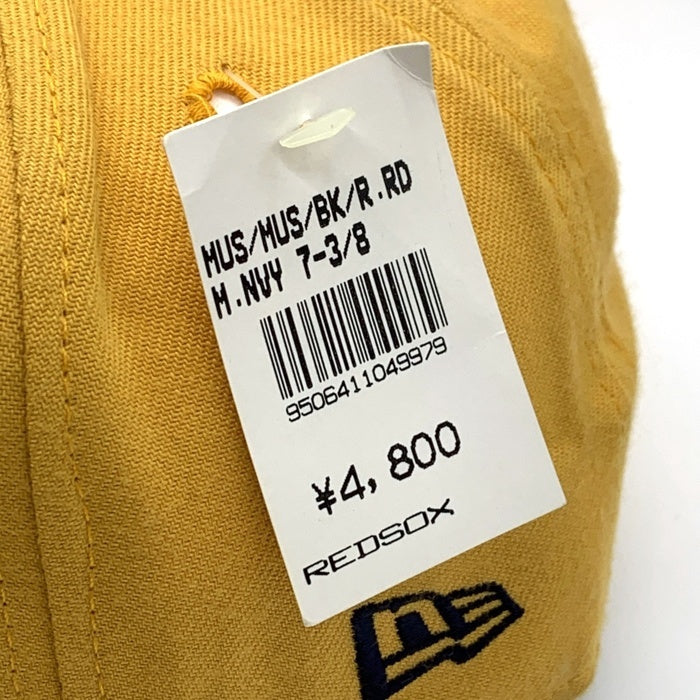 MUS/MUS/BK/R.RD
M.NVY 7-3/8
9506411049979
¥4,800
REDSOX